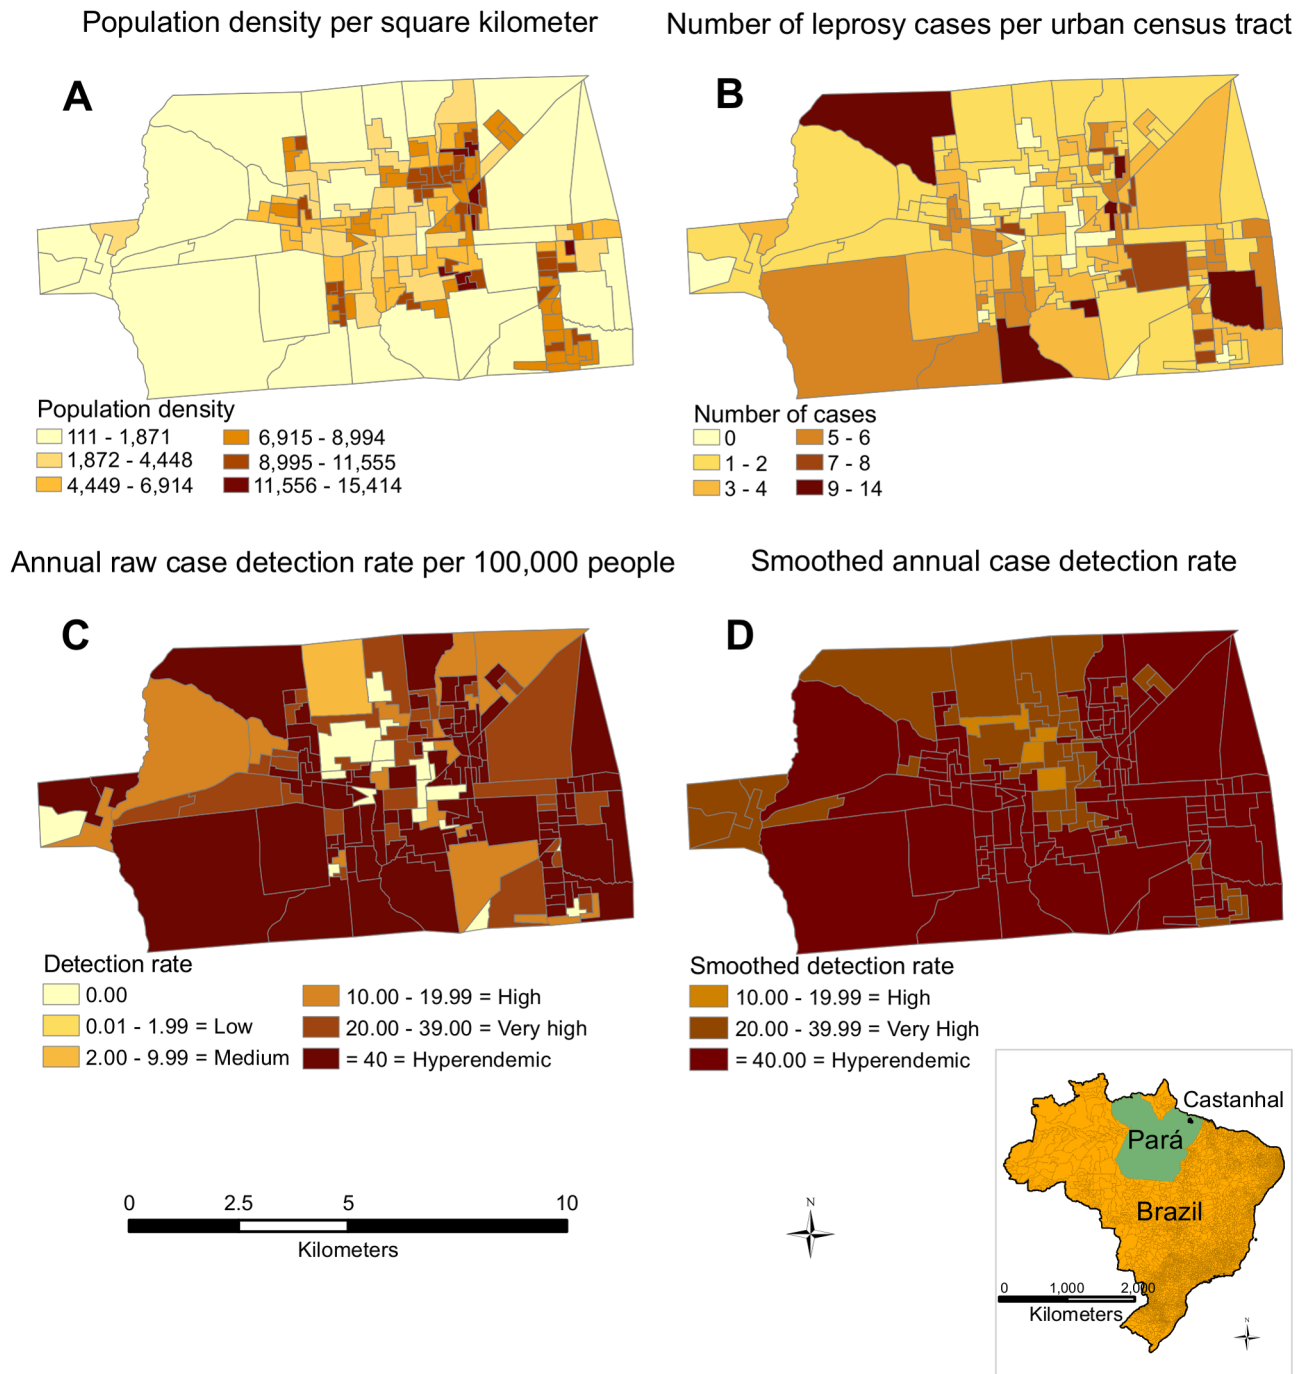 Population density per square kilometer
Number of leprosy cases per urban census tract
A
B
Population density
111 - 1,871
1,872 - 4,448
4,449 - 6,914
6,915 - 8,994
8,995 - 11,555
11,556 - 15,414
Number of cases
0
1 - 2
3 - 4
5 - 6
7 - 8
9 - 14
Annual raw case detection rate per 100,000 people
Smoothed annual case detection rate
C
D
Detection rate
0.00
0.01 - 1.99 = Low
2.00 - 9.99 = Medium
10.00 - 19.99 = High
20.00 - 39.00 = Very high
= 40 = Hyperendemic
Smoothed detection rate
10.00 - 19.99 = High
20.00 - 39.99 = Very High
= 40.00 = Hyperendemic
0 2.5 5 10
Kilometers
N
Castanhal
Pará
Brazil
0 1,000 2,000
Kilometers
N